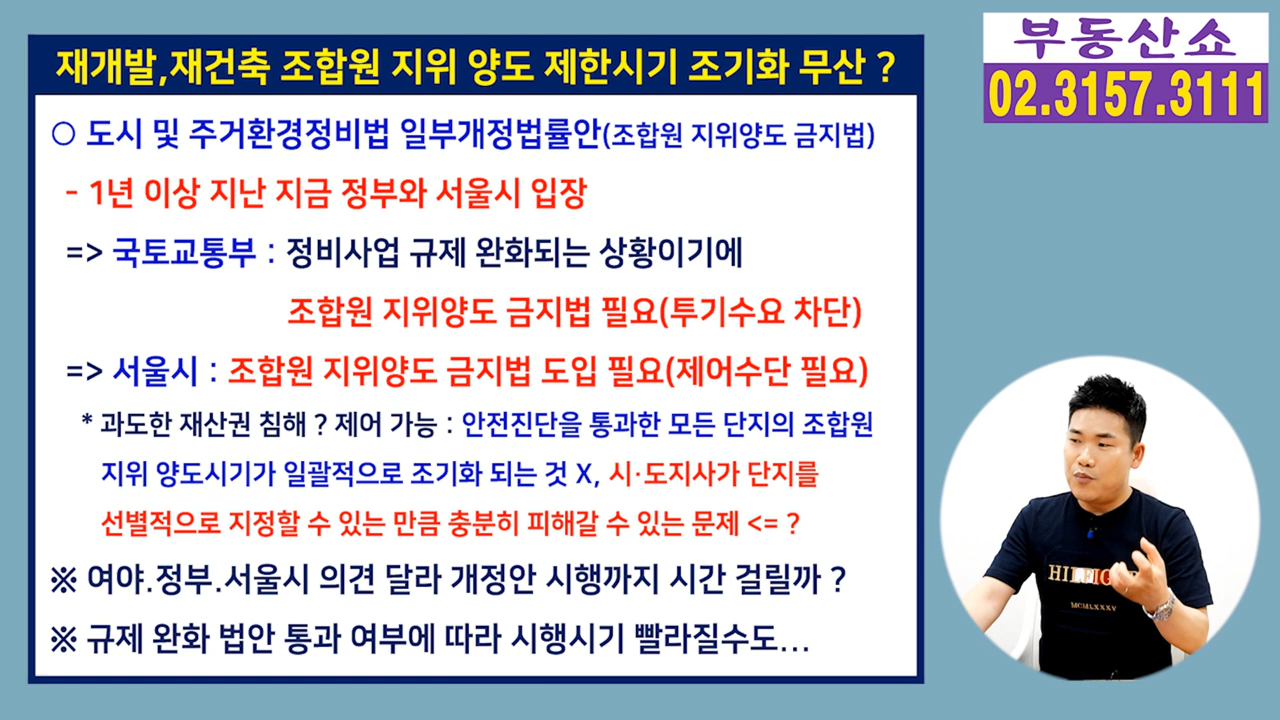 재개발,재건축 조합원 지위 양도 제한시기 조기화 무산 ?
부동산쇼
02.3157.3111
○ 도시 및 주거환경정비법 일부개정법률안(조합원 지위양도 금지법)
- 1년 이상 지난 지금 정부와 서울시 입장
=> 국토교통부 : 정비사업 규제 완화되는 상황이기에
조합원 지위양도 금지법 필요(투기수요 차단)
=> 서울시 : 조합원 지위양도 금지법 도입 필요(제어수단 필요)
* 과도한 재산권 침해 ? 제어 가능 : 안전진단을 통과한 모든 단지의 조합원
지위 양도시기가 일괄적으로 조기화 되는 것 X, 시·도지사가 단지를
선별적으로 지정할 수 있는 만큼 충분히 피해갈 수 있는 문제 <= ?
※ 여야.정부.서울시 의견 달라 개정안 시행까지 시간 걸릴까 ?
※ 규제 완화 법안 통과 여부에 따라 시행시기 빨라질수도...
HILFIG
MCMLXXXV